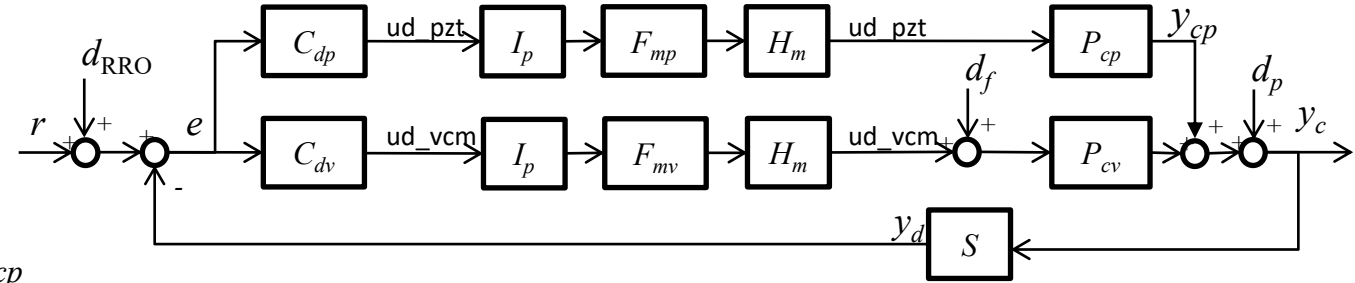 C_dp ud_pzt I_p F_mp H_m ud_pzt P_cp y_cp
d_RRO d_f d_p
r + + + e C_dv ud_vcm I_p F_mv H_m ud_vcm + + P_cv + + + + y_c
-
y_d S
cp